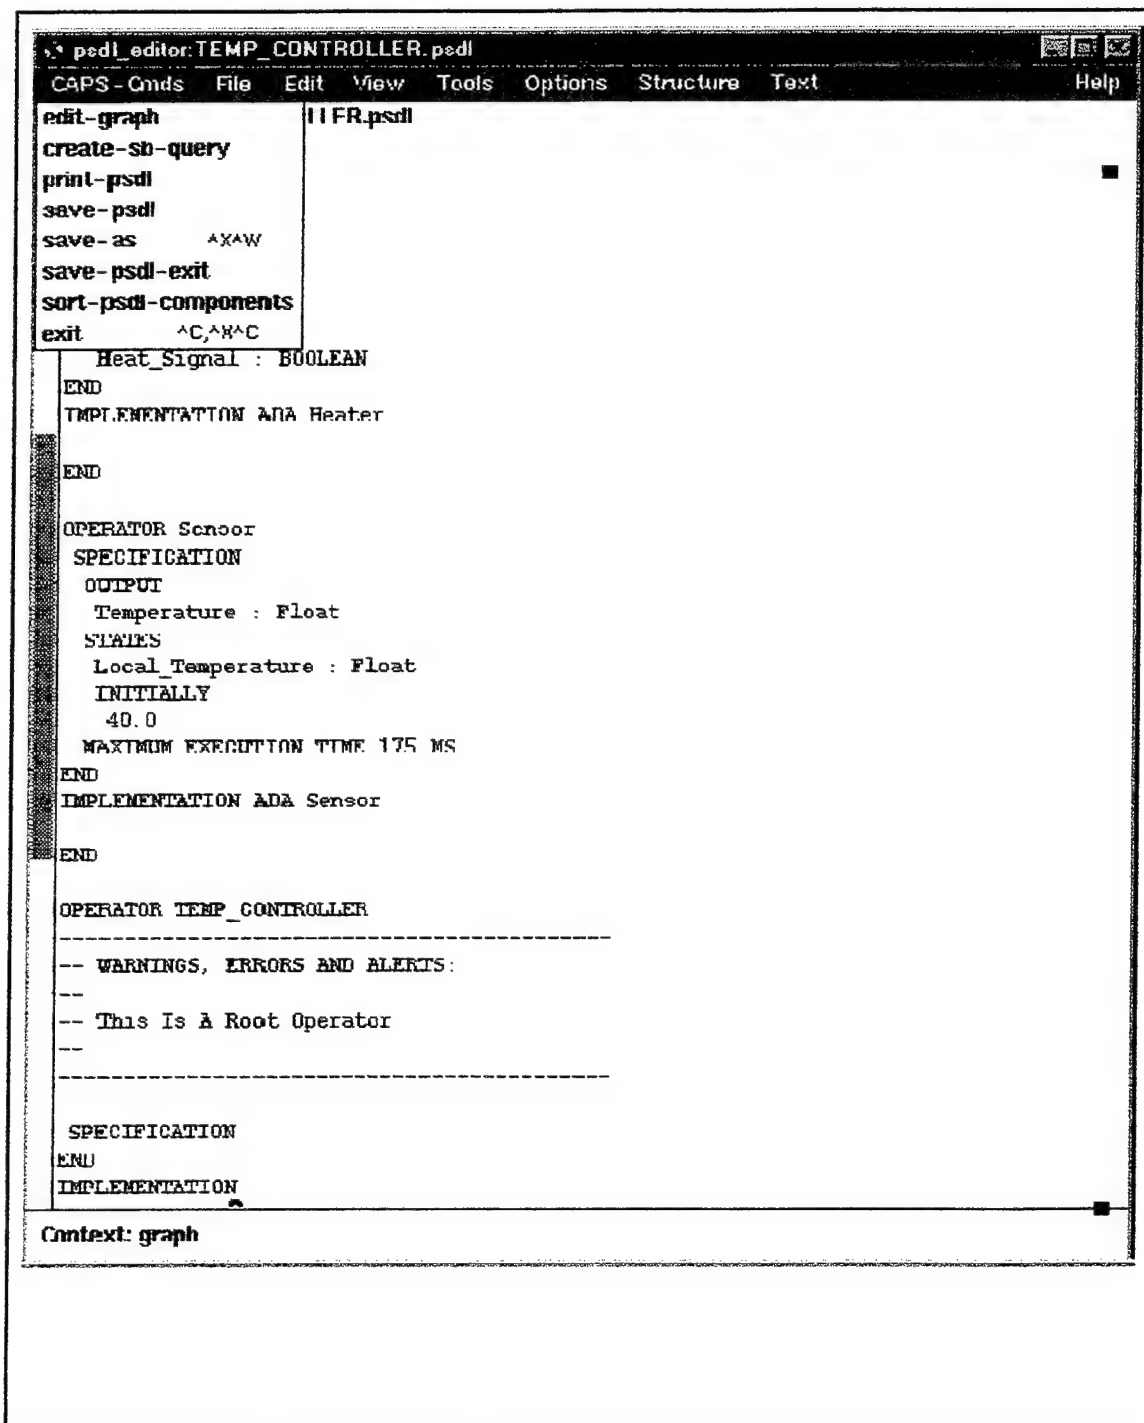 psdl_editor:TEMP_CONTROLLER.psdl
CAPS-Cmds File Edit View Tools Options Structure Text Help
edit-graph
create-sb-query
print-psdl
save-psdl
save-as ^X^W
save-psdl-exit
sort-psdl-components
exit ^C,^X^C
Heat_Signal : BOOLEAN
END
IMPLEMENTATION ADA Heater
END
OPERATOR Sensor
SPECIFICATION
OUTPUT
Temperature : Float
STATES
Local_Temperature : Float
INITIALLY
40.0
MAXIMUM EXECUTION TIME 175 MS
END
IMPLEMENTATION ADA Sensor
END
OPERATOR TEMP_CONTROLLER
--------------------------------------------------
-- WARNINGS, ERRORS AND ALERTS:
--
-- This Is A Root Operator
--
--------------------------------------------------
SPECIFICATION
END
IMPLEMENTATION
Context: graph